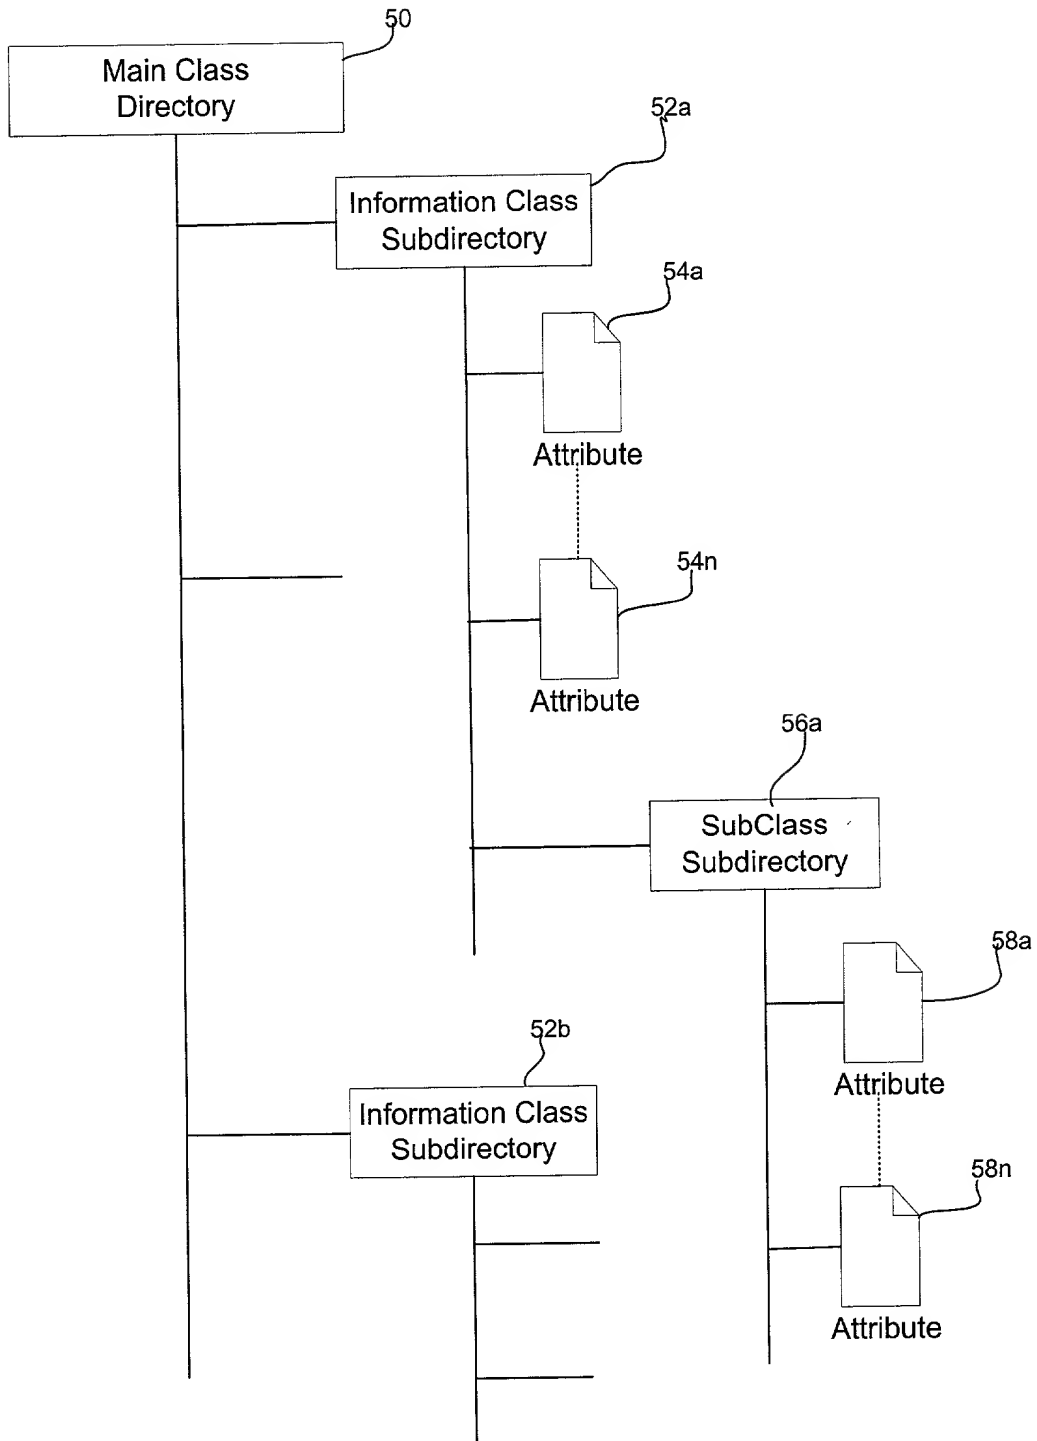 50
Main Class
Directory
52a
Information Class
Subdirectory
54a
Attribute
54n
Attribute
56a
SubClass
Subdirectory
58a
Attribute
52b
Information Class
Subdirectory
58n
Attribute